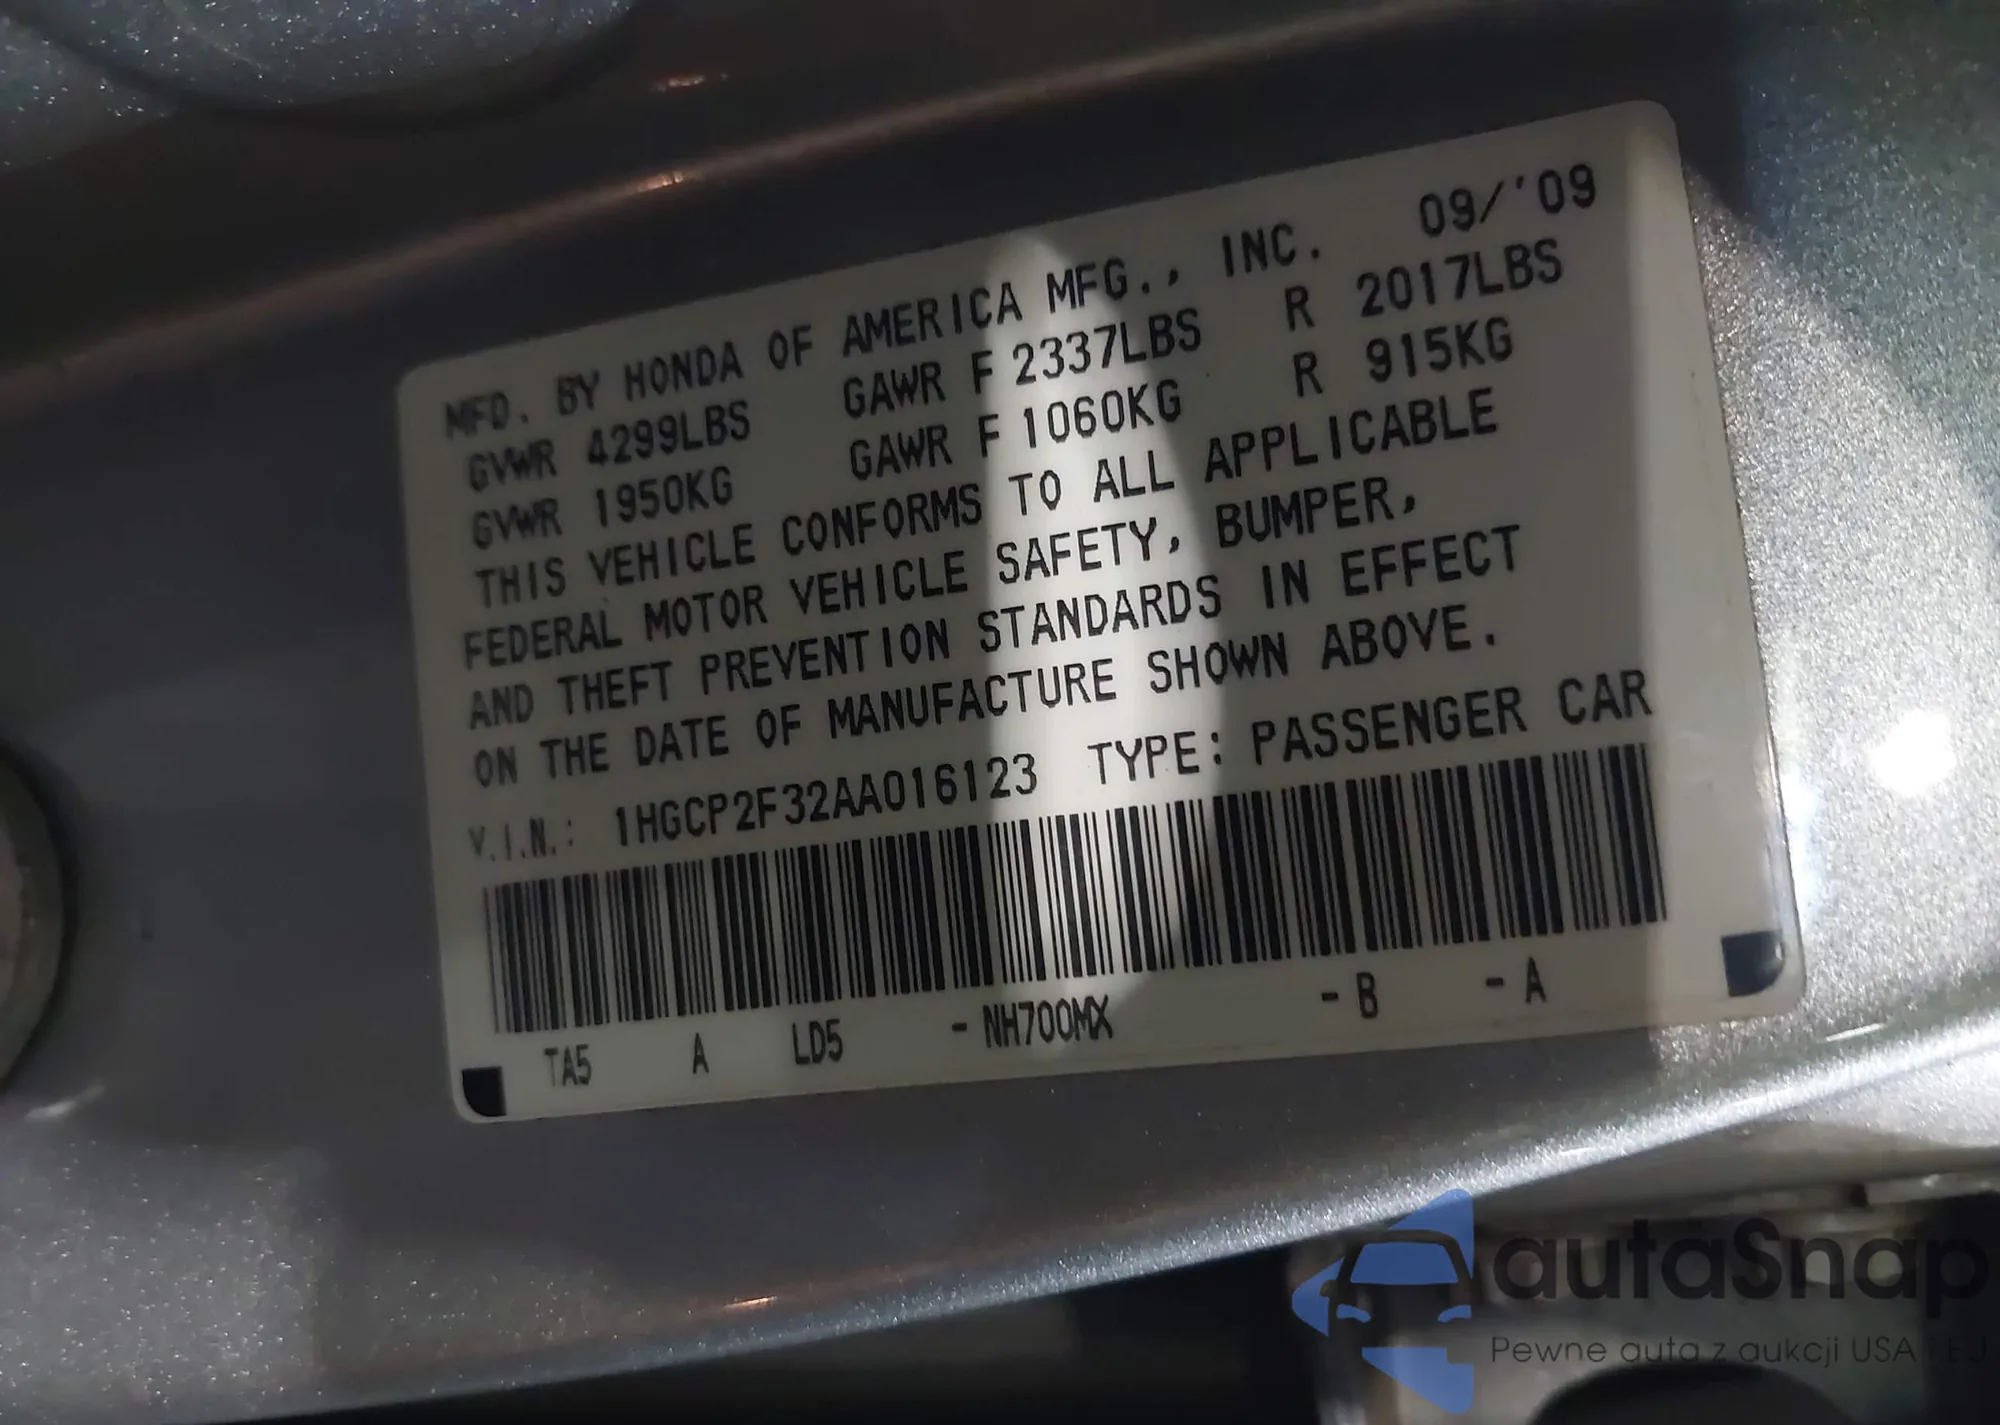 MFD. BY HONDA OF AMERICA MFG., INC. 09/'09
GVWR 4299LBS GAWR F 2337LBS R 2017LBS
GVWR 1950KG GAWR F 1060KG R 915KG
THIS VEHICLE CONFORMS TO ALL APPLICABLE
FEDERAL MOTOR VEHICLE SAFETY, BUMPER,
AND THEFT PREVENTION STANDARDS IN EFFECT
ON THE DATE OF MANUFACTURE SHOWN ABOVE.
V.I.N.: 1HGCP2F32AA016123 TYPE: PASSENGER CAR
TA5 A LD5 - NH700MX - B - A
autaSnap
Pewne auta z aukcji USA i EJ